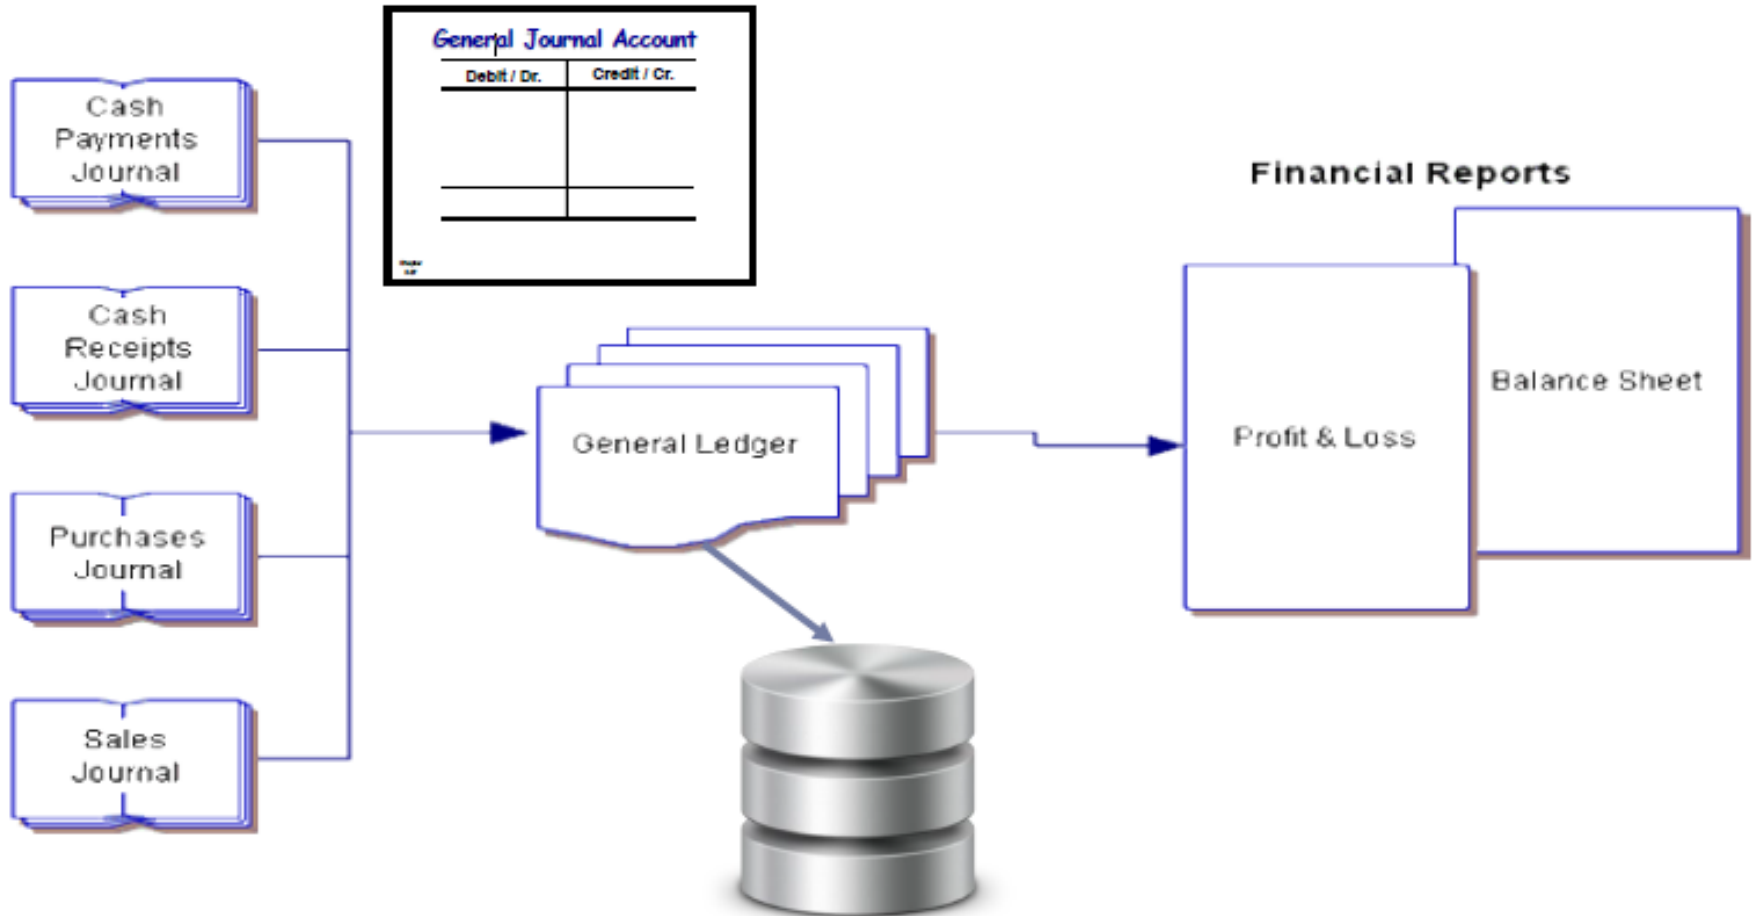 General Journal Account
Debit / Dr.
Credit / Cr.
Cash
Payments
Journal
Cash
Receipts
Journal
Purchases
Journal
Sales
Journal
General Ledger
Financial Reports
Profit & Loss
Balance Sheet